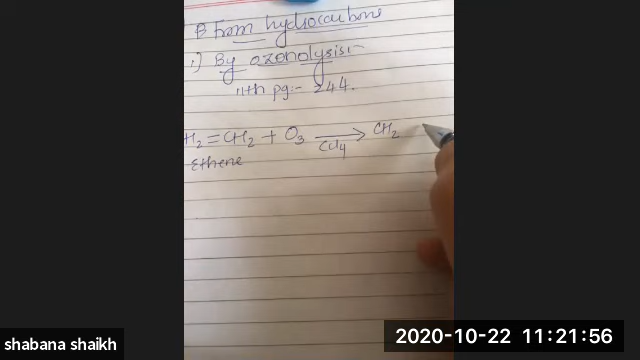 B From hydrocarbons
1) By ozonolysis:-
11th pg:- 244.
H2 = CH2 + O3 → CH2
CCl4
Ethene
shabana shaikh
2020-10-22 11:21:56